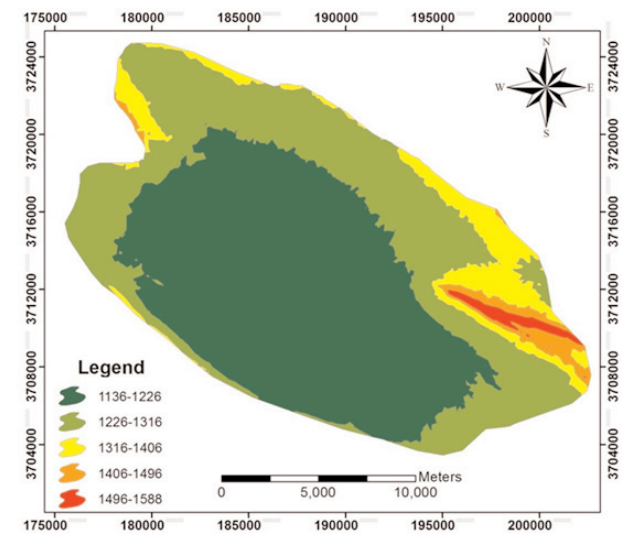 175000 180000 185000 190000 195000 200000
N
W E
S
3724000 3724000
3720000 3720000
3716000 3716000
3712000 3712000
3708000 3708000
3704000 3704000
Legend
1136-1226
1226-1316
1316-1406
1406-1496
1496-1588
Meters
0 5,000 10,000
175000 180000 185000 190000 195000 200000